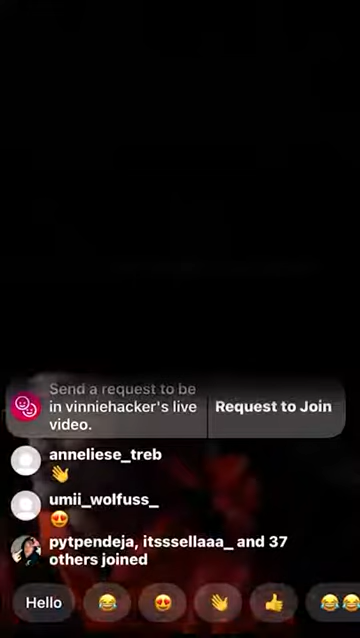 Send a request to be
in vinniehacker's live
video.
Request to Join
anneliese_treb
👋
umii_wolfuss_
😍
pytpendeja, itsssellaaa_ and 37
others joined
Hello 😂 😍 👋 👍 😂😂